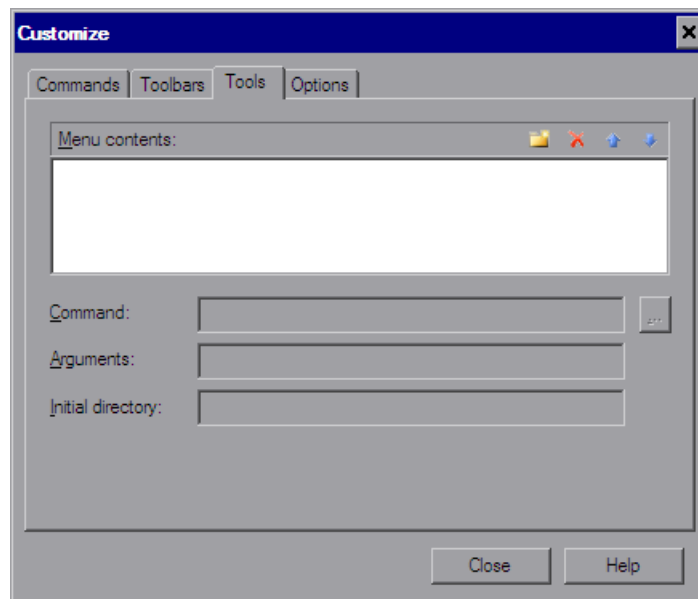 Customize
Commands Toolbars Tools Options
Menu contents:
Command: ...
Arguments:
Initial directory:
Close Help